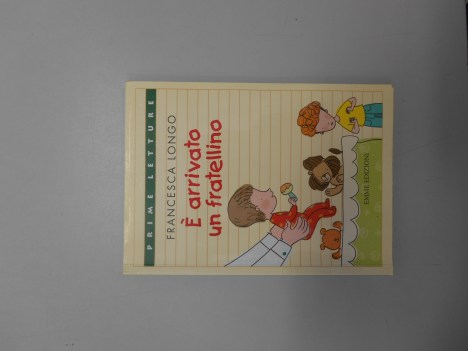 PRIME LETTURE
FRANCESCA LONGO
È arrivato
un fratellino
EMME EDIZIONI